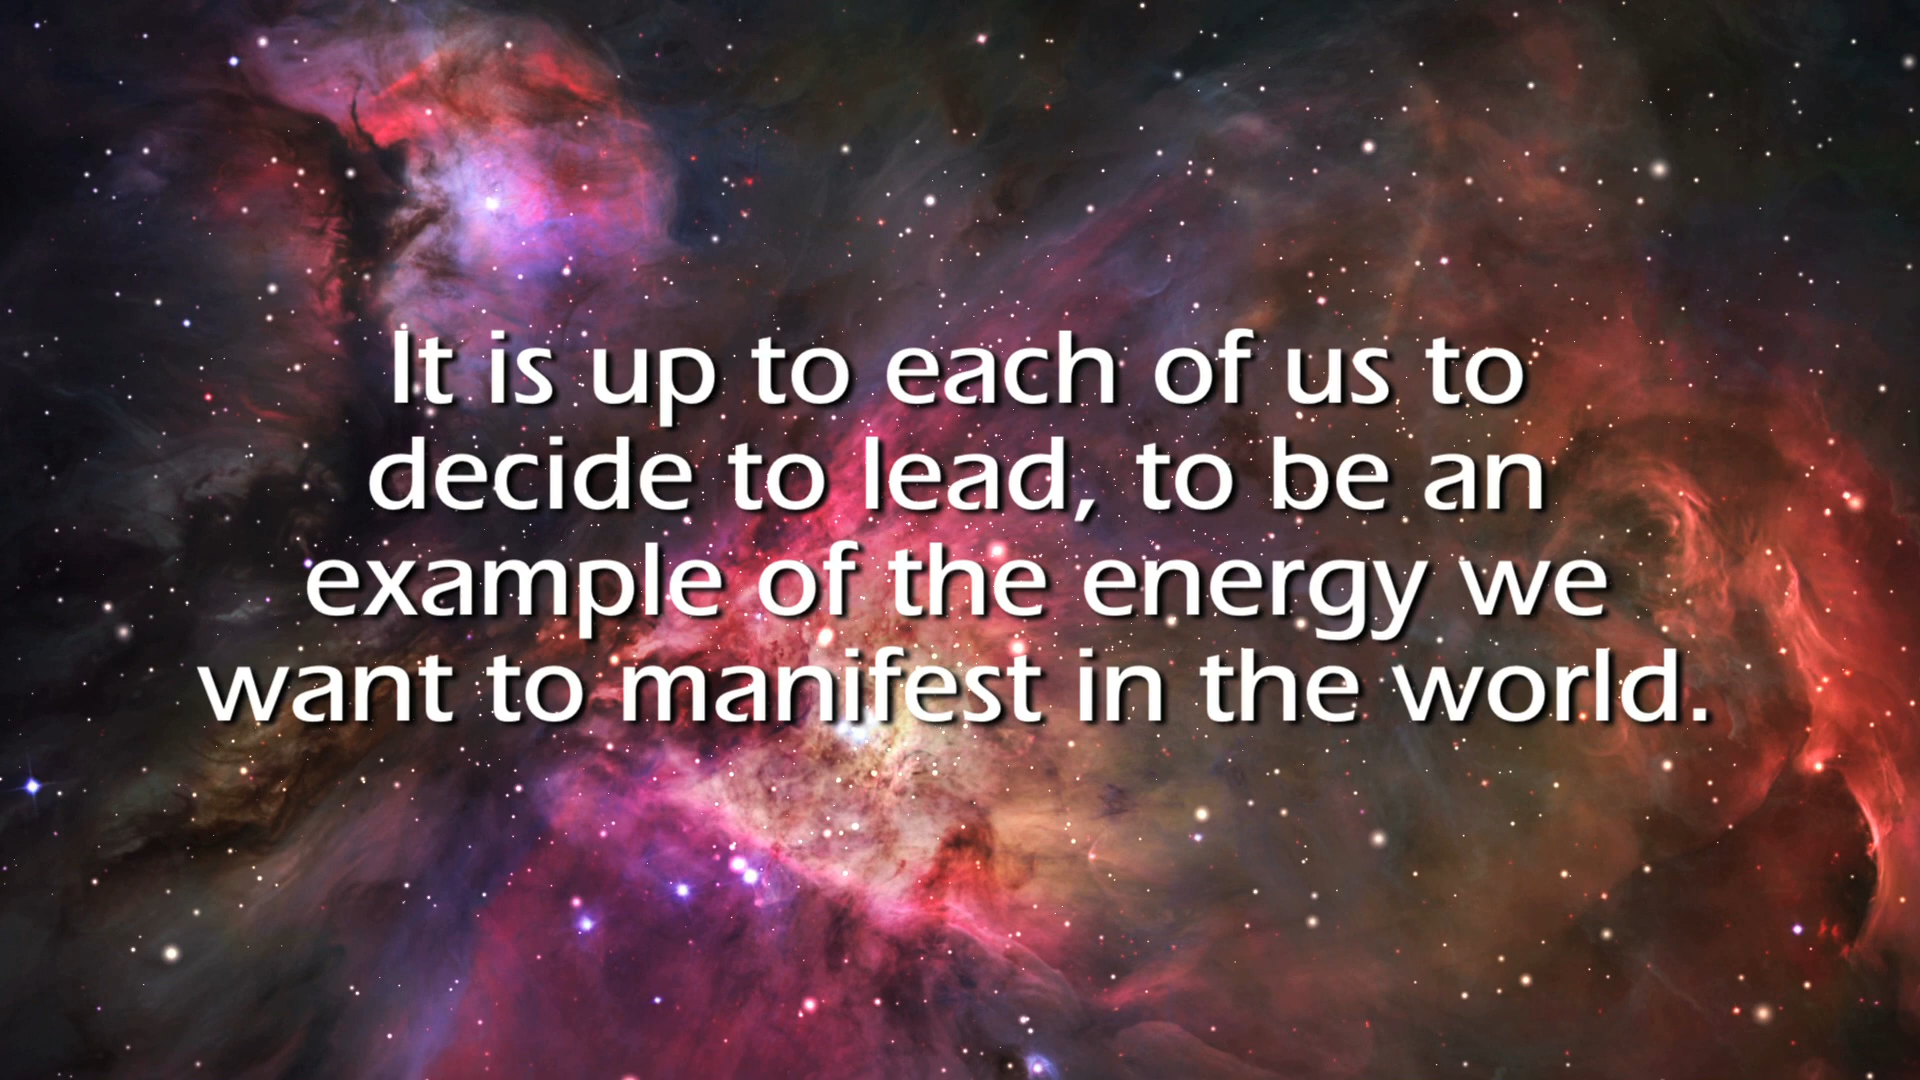 It is up to each of us to
decide to lead, to be an
example of the energy we
want to manifest in the world.